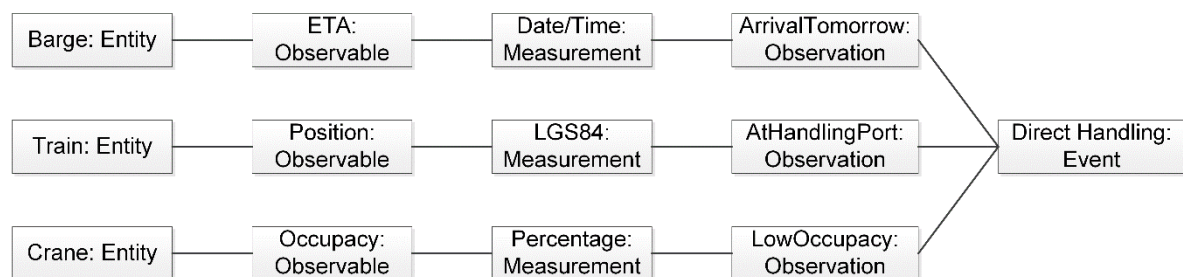 Barge: Entity
ETA:
Observable
Date/Time:
Measurement
ArrivalTomorrow:
Observation
Train: Entity
Position:
Observable
LGS84:
Measurement
AtHandlingPort:
Observation
Direct Handling:
Event
Crane: Entity
Occupacy:
Observable
Percentage:
Measurement
LowOccupacy:
Observation